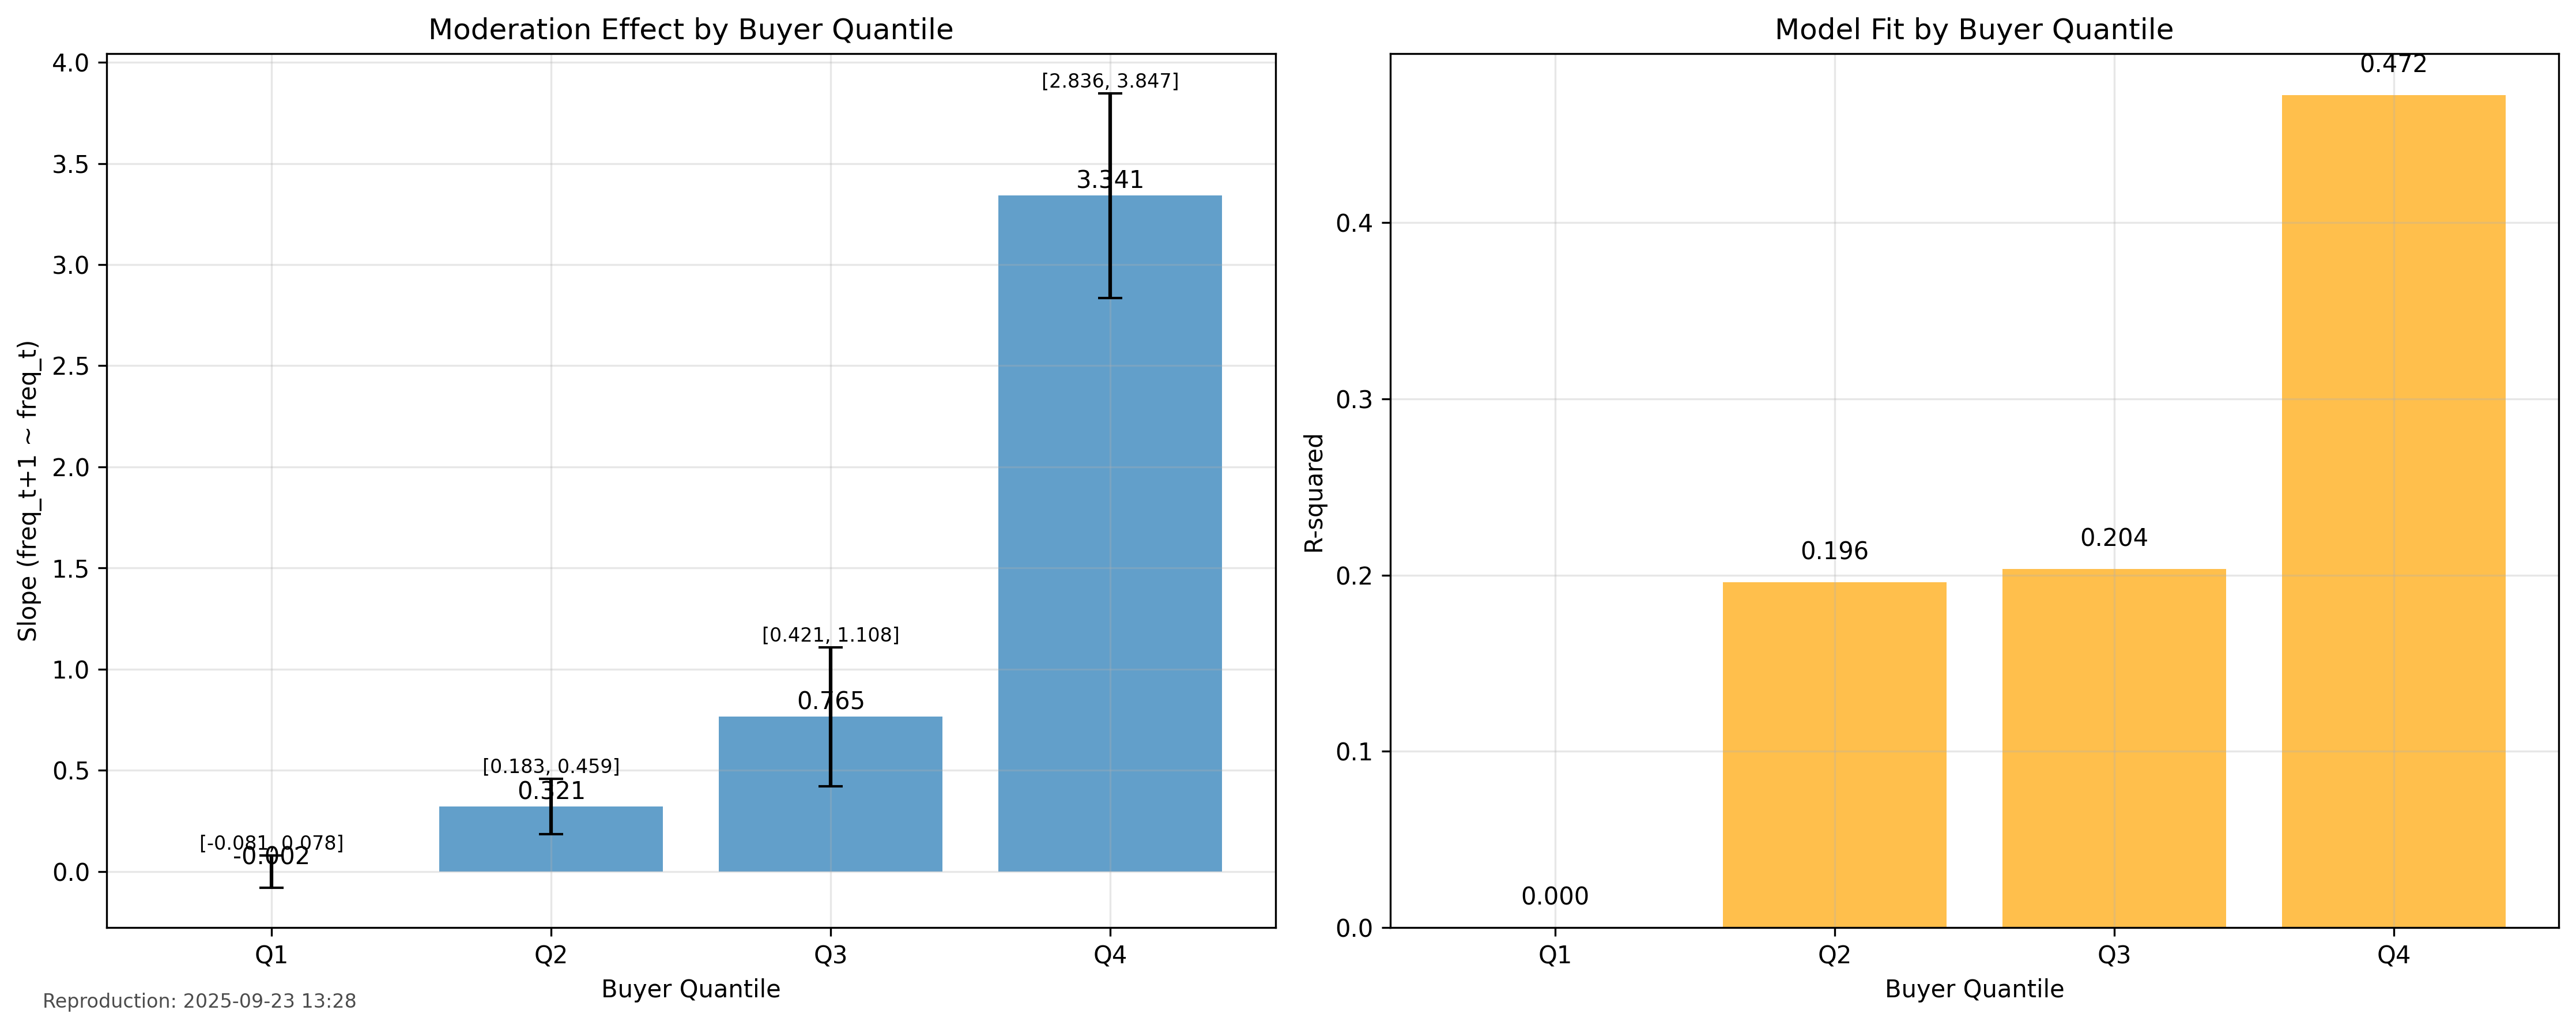 Moderation Effect by Buyer Quantile
Slope (freq_t+1 ~ freq_t)
4.0
3.5
3.0
2.5
2.0
1.5
1.0
0.5
0.0
[-0.081, 0.078]
-0.002
[0.183, 0.459]
0.321
[0.421, 1.108]
0.765
[2.836, 3.847]
3.341
Q1 Q2 Q3 Q4
Buyer Quantile
Model Fit by Buyer Quantile
R-squared
0.4
0.3
0.2
0.1
0.0
0.000
0.196
0.204
0.472
Q1 Q2 Q3 Q4
Buyer Quantile
Reproduction: 2025-09-23 13:28